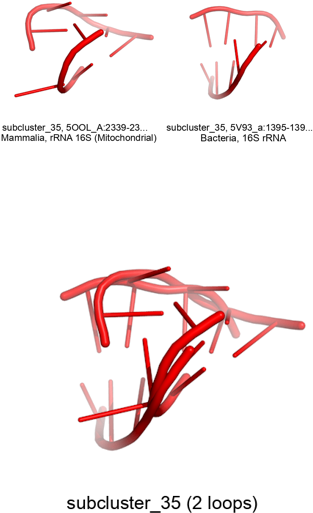 subcluster_35, 5OOL_A:2339-23...
Mammalia, rRNA 16S (Mitochondrial)
subcluster_35, 5V93_a:1395-139...
Bacteria, 16S rRNA
subcluster_35 (2 loops)